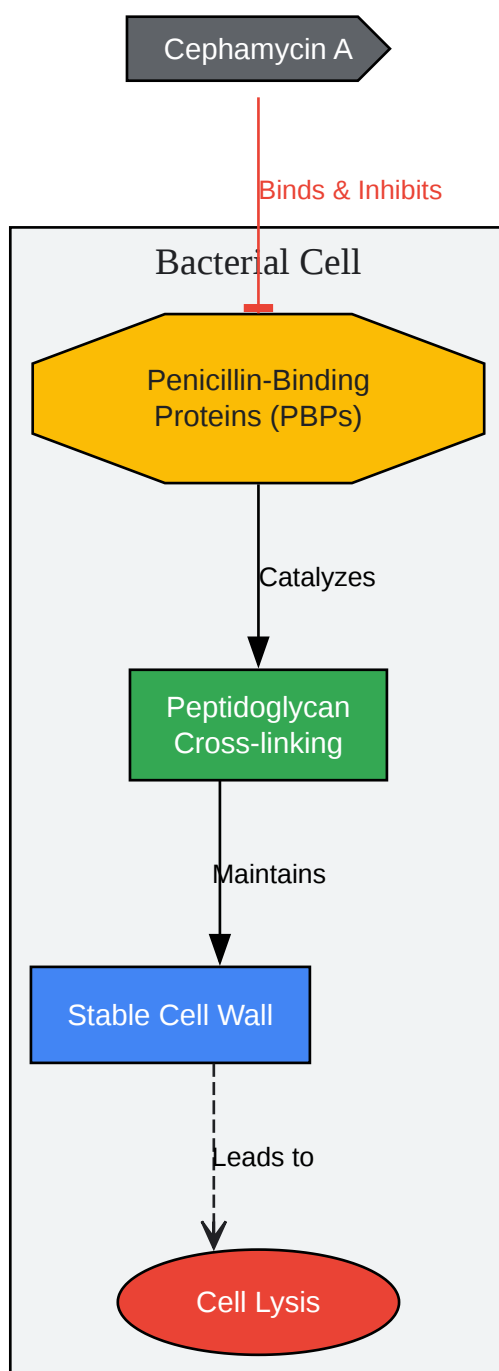 Cephamycin A
Binds & Inhibits
Bacterial Cell
Penicillin-Binding
Proteins (PBPs)
Catalyzes
Peptidoglycan
Cross-linking
Maintains
Stable Cell Wall
Leads to
Cell Lysis